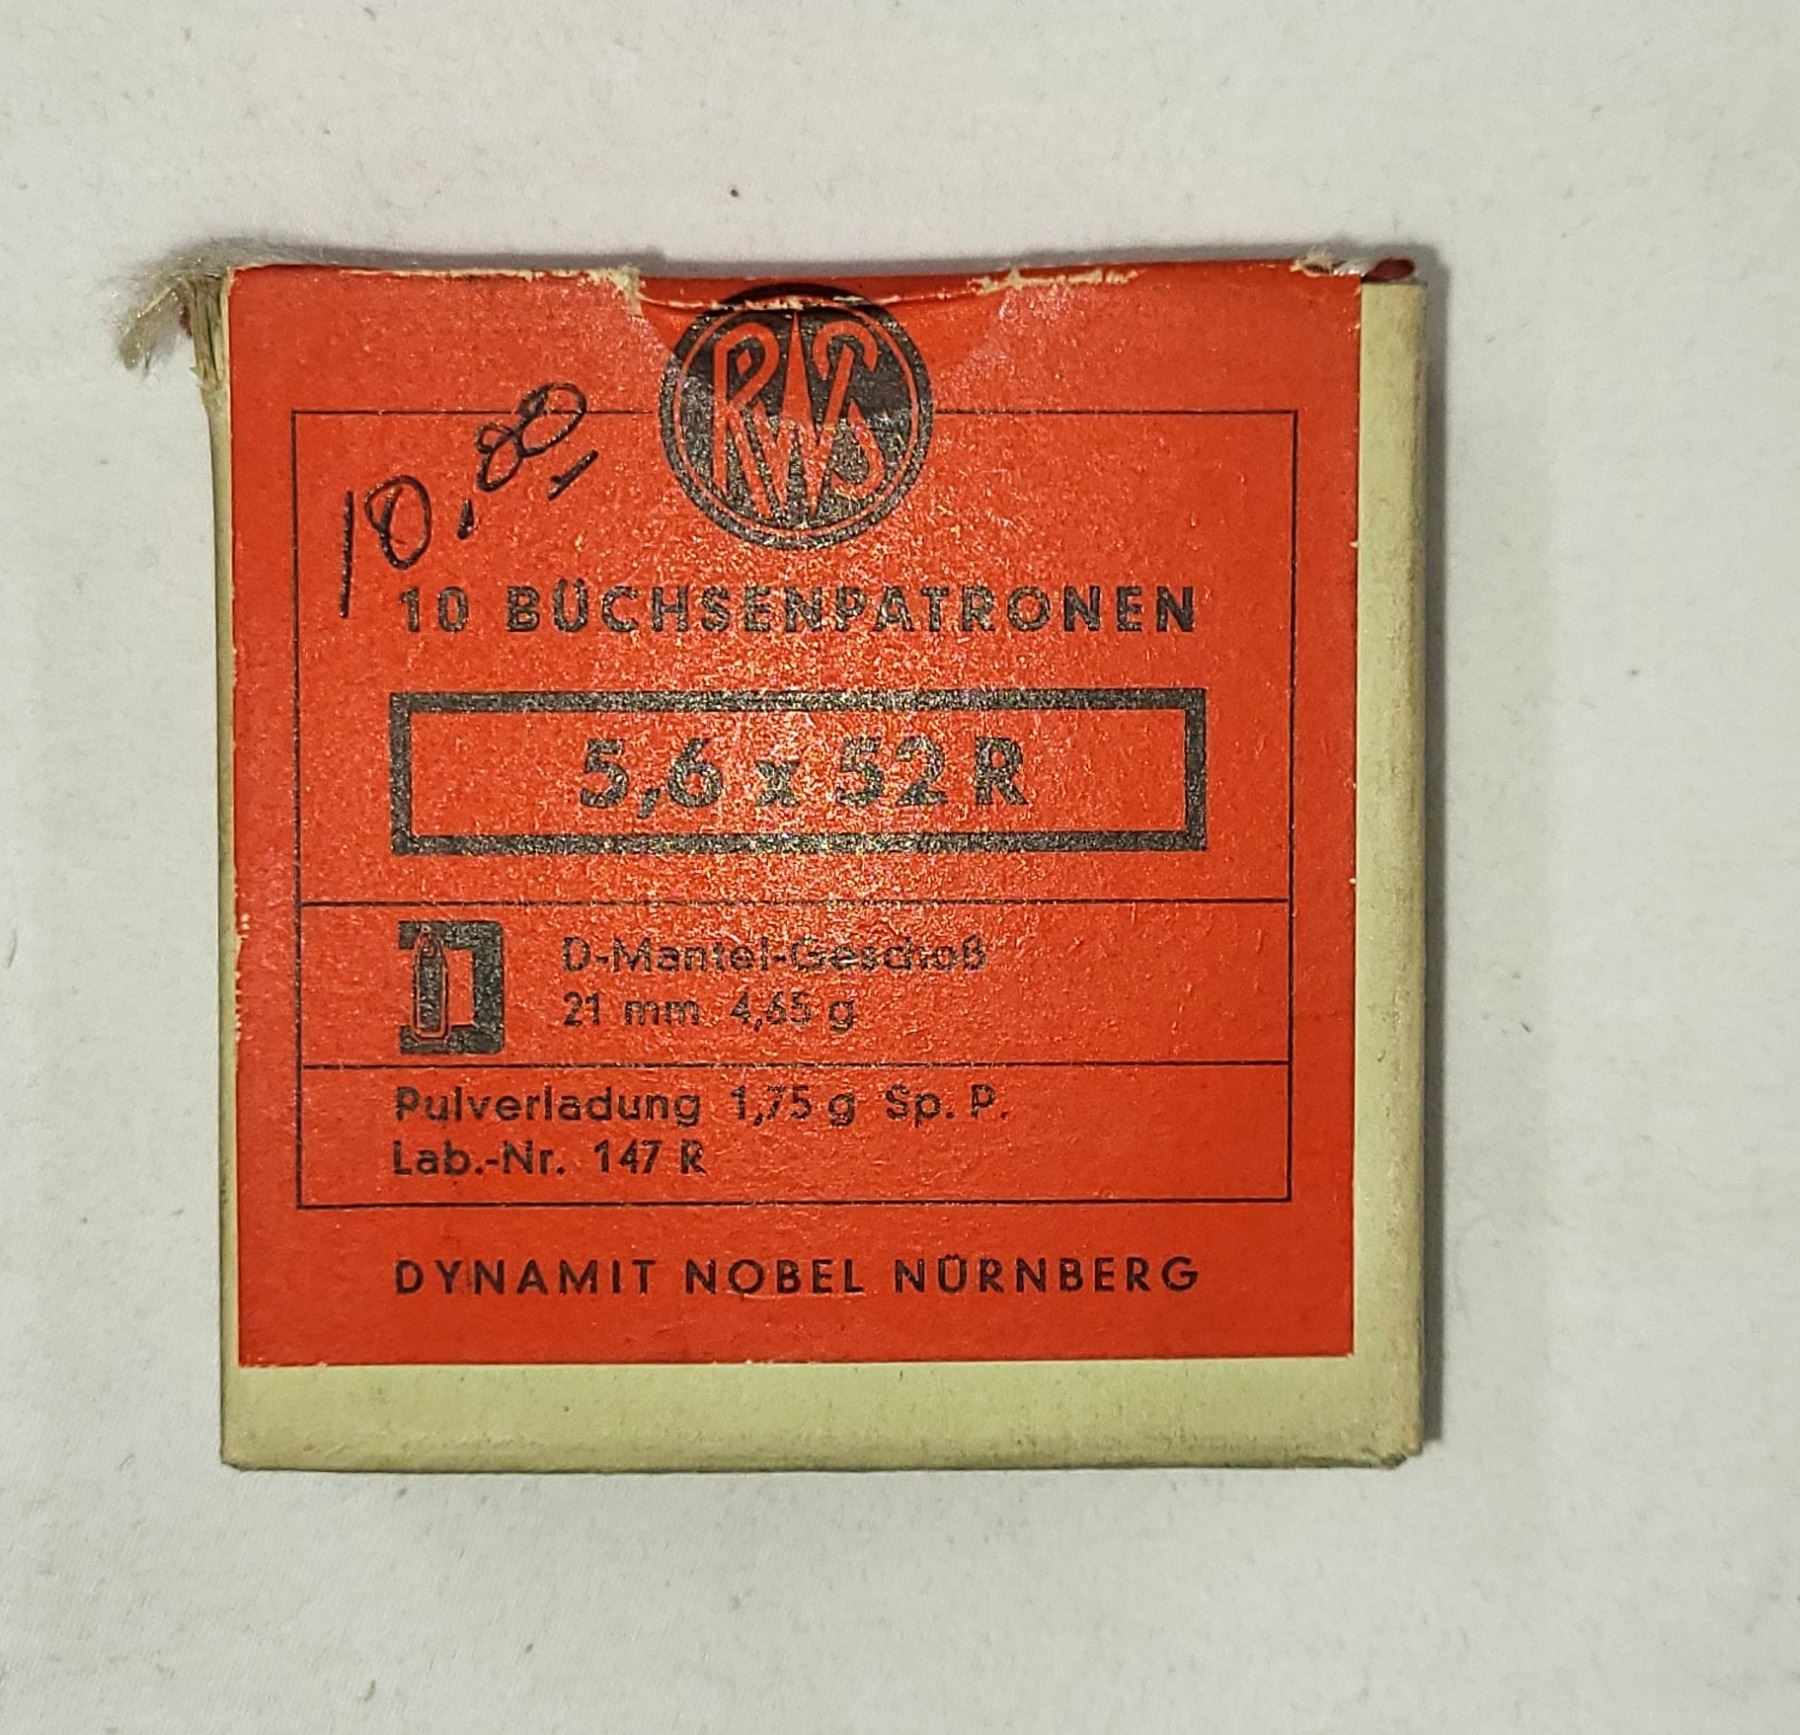 RWS
10,80
10 BÜCHSENPATRONEN
5,6 x 52 R
D-Mantel-Geschoß
21 mm 4,65 g
Pulverladung 1,75 g Sp. P.
Lab.-Nr. 147 R
DYNAMIT NOBEL NÜRNBERG